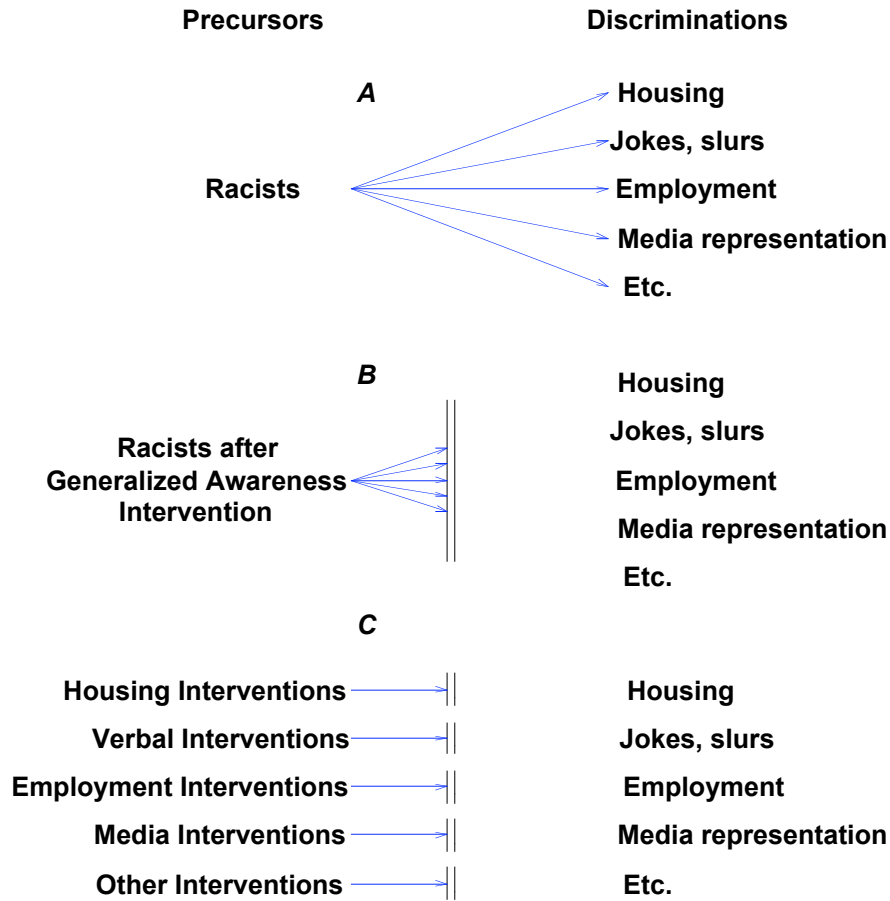 Precursors Discriminations
A
Housing
Jokes, slurs
Racists Employment
Media representation
Etc.
B
Housing
Racists after
Generalized Awareness
Intervention
Jokes, slurs
Employment
Media representation
Etc.
C
Housing Interventions Housing
Verbal Interventions Jokes, slurs
Employment Interventions Employment
Media Interventions Media representation
Other Interventions Etc.